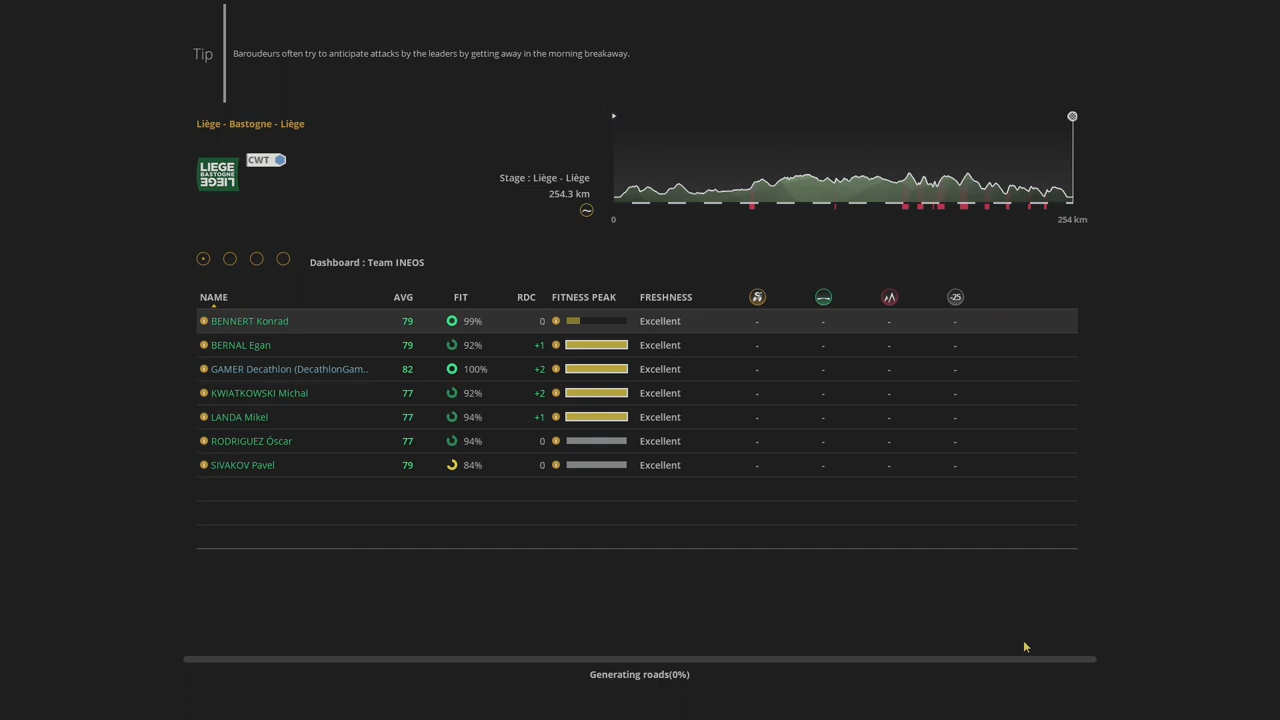 Tip
Baroudeurs often try to anticipate attacks by the leaders by getting away in the morning breakaway.
Liège - Bastogne - Liège
LIEGE
BASTOGNE
LIEGE
CWT
Stage : Liège - Liège
254.3 km
0
254 km
Dashboard : Team INEOS
NAME AVG FIT RDC FITNESS PEAK FRESHNESS -25
BENNERT Konrad 79 99% 0 Excellent - - - -
BERNAL Egan 79 92% +1 Excellent - - - -
GAMER Decathlon (DecathlonGam.. 82 100% +2 Excellent - - - -
KWIATKOWSKI Michal 77 92% +2 Excellent - - - -
LANDA Mikel 77 94% +1 Excellent - - - -
RODRIGUEZ Óscar 77 94% 0 Excellent - - - -
SIVAKOV Pavel 79 84% 0 Excellent - - - -
Generating roads(0%)